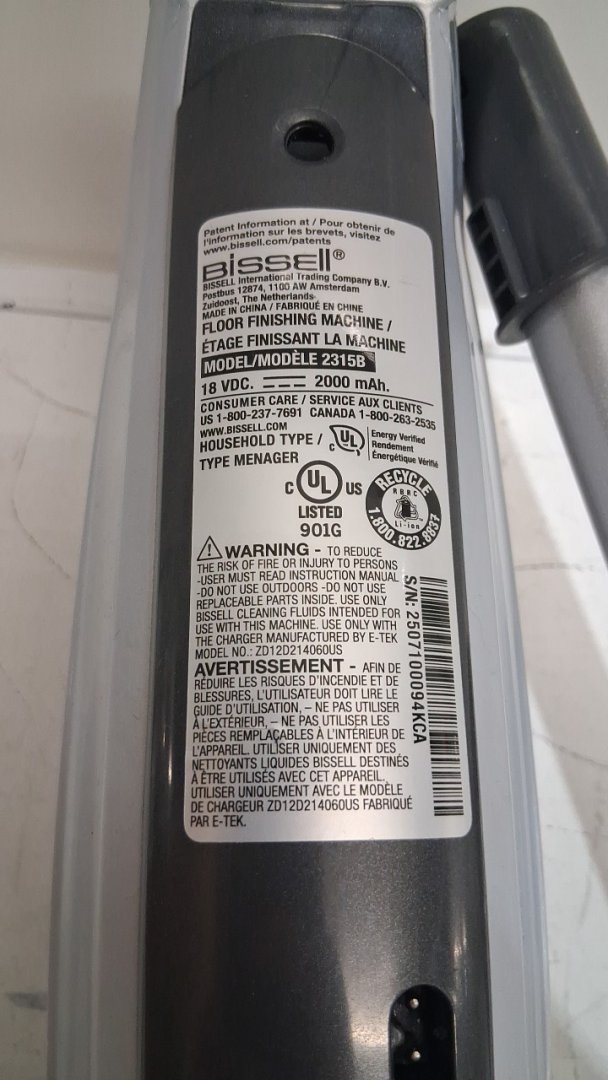 Patent Information at / Pour obtenir de
l'information sur les brevets, visitez
www.bissell.com/patents
BISSELL®
BISSELL International Trading Company B.V.
Postbus 12874, 1100 AW Amsterdam
Zuidoost, The Netherlands
MADE IN CHINA / FABRIQUÉ EN CHINE
FLOOR FINISHING MACHINE /
ÉTAGE FINISSANT LA MACHINE
MODEL/MODÈLE 2315B
18 VDC. 2000 mAh.
CONSUMER CARE / SERVICE AUX CLIENTS
US 1-800-237-7691 CANADA 1-800-263-2535
WWW.BISSELL.COM
HOUSEHOLD TYPE /
TYPE MENAGER
C UL
Energy Verified
Rendement
Énergétique Vérifié
C UL US
LISTED
901G
RECYCLE
RBRC
Li-ion
1.800.822.8837
WARNING - TO REDUCE
THE RISK OF FIRE OR INJURY TO PERSONS
-USER MUST READ INSTRUCTION MANUAL
-DO NOT USE OUTDOORS -DO NOT USE
REPLACEABLE PARTS INSIDE. USE ONLY
BISSELL CLEANING FLUIDS INTENDED FOR
USE WITH THIS MACHINE. USE ONLY WITH
THE CHARGER MANUFACTURED BY E-TEK
MODEL NO.: ZD12D214060US
AVERTISSEMENT - AFIN DE
RÉDUIRE LES RISQUES D'INCENDIE ET DE
BLESSURES, L'UTILISATEUR DOIT LIRE LE
GUIDE D'UTILISATION, – NE PAS UTILISER
À L'EXTÉRIEUR, – NE PAS UTILISER LES
PIÈCES REMPLAÇABLES À L'INTÉRIEUR DE
L'APPAREIL. UTILISER UNIQUEMENT DES
NETTOYANTS LIQUIDES BISSELL DESTINÉS
À ÊTRE UTILISÉS AVEC CET APPAREIL.
UTILISER UNIQUEMENT AVEC LE MODÈLE
DE CHARGEUR ZD12D214060US FABRIQUÉ
PAR E-TEK.
S/N: 2507100094KCA